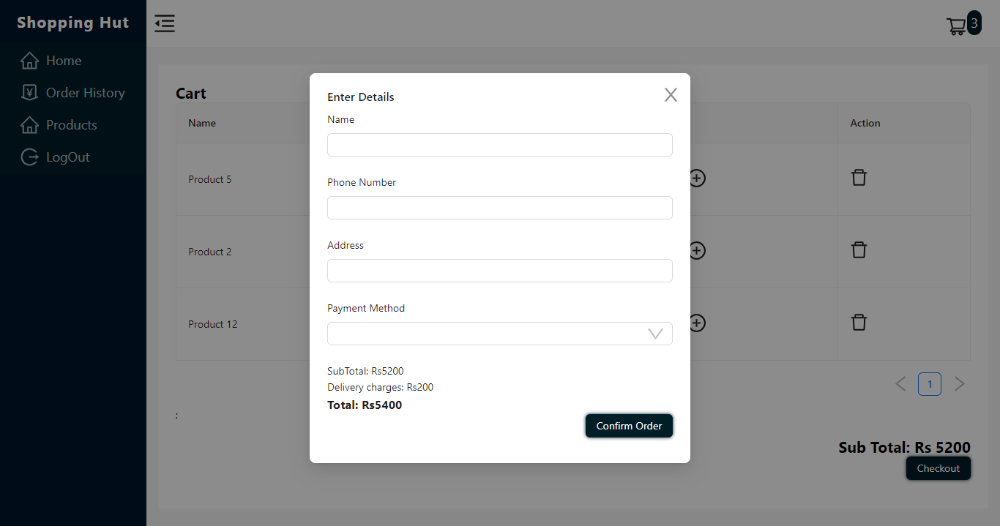 Shopping Hut
Home
Order History
Products
LogOut
3
Cart
Name
Action
Product 5
Product 2
Product 12
1
;
Sub Total: Rs 5200
Checkout
Enter Details
Name
Phone Number
Address
Payment Method
SubTotal: Rs5200
Delivery charges: Rs200
Total: Rs5400
Confirm Order